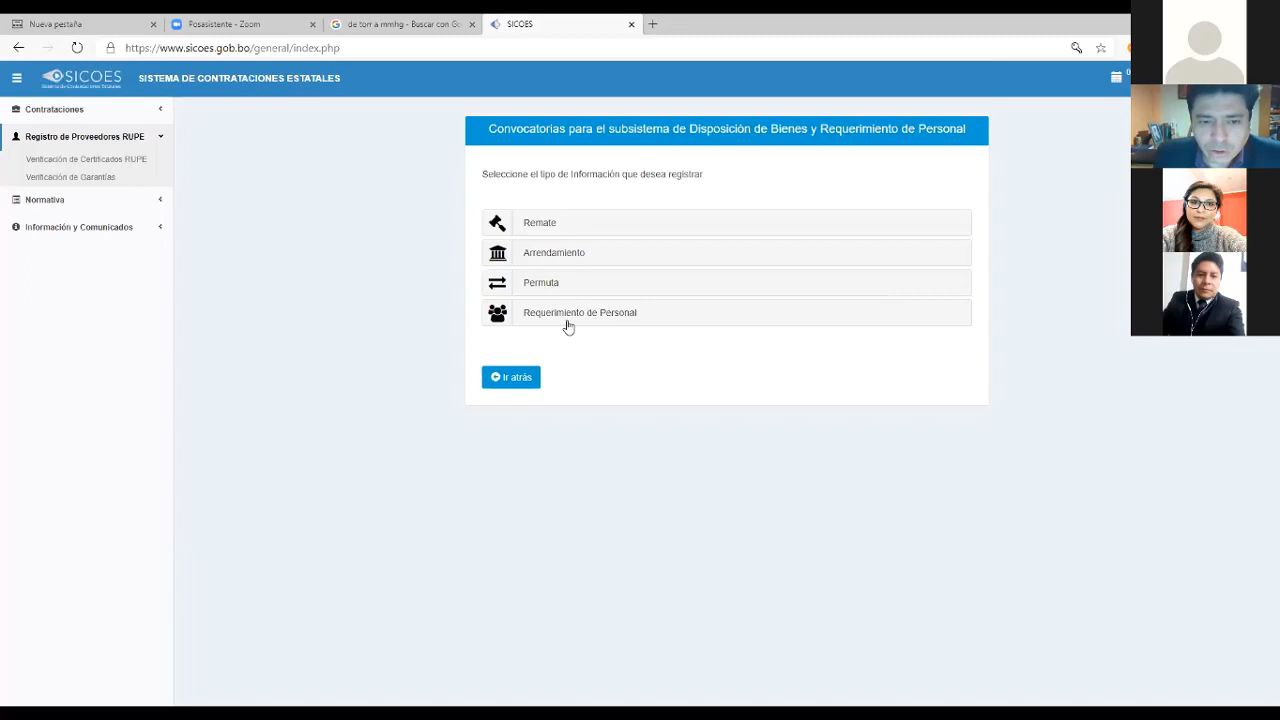 Nueva pestaña
Posasistente - Zoom
de torr a mmhg - Buscar con Go
SICOES
https://www.sicoes.gob.bo/general/index.php
SICOES
SISTEMA DE CONTRATACIONES ESTATALES
Contrataciones
Registro de Proveedores RUPE
Verificación de Certificados RUPE
Verificación de Garantías
Normativa
Información y Comunicados
Convocatorias para el subsistema de Disposición de Bienes y Requerimiento de Personal
Seleccione el tipo de Información que desea registrar
Remate
Arrendamiento
Permuta
Requerimiento de Personal
Ir atrás